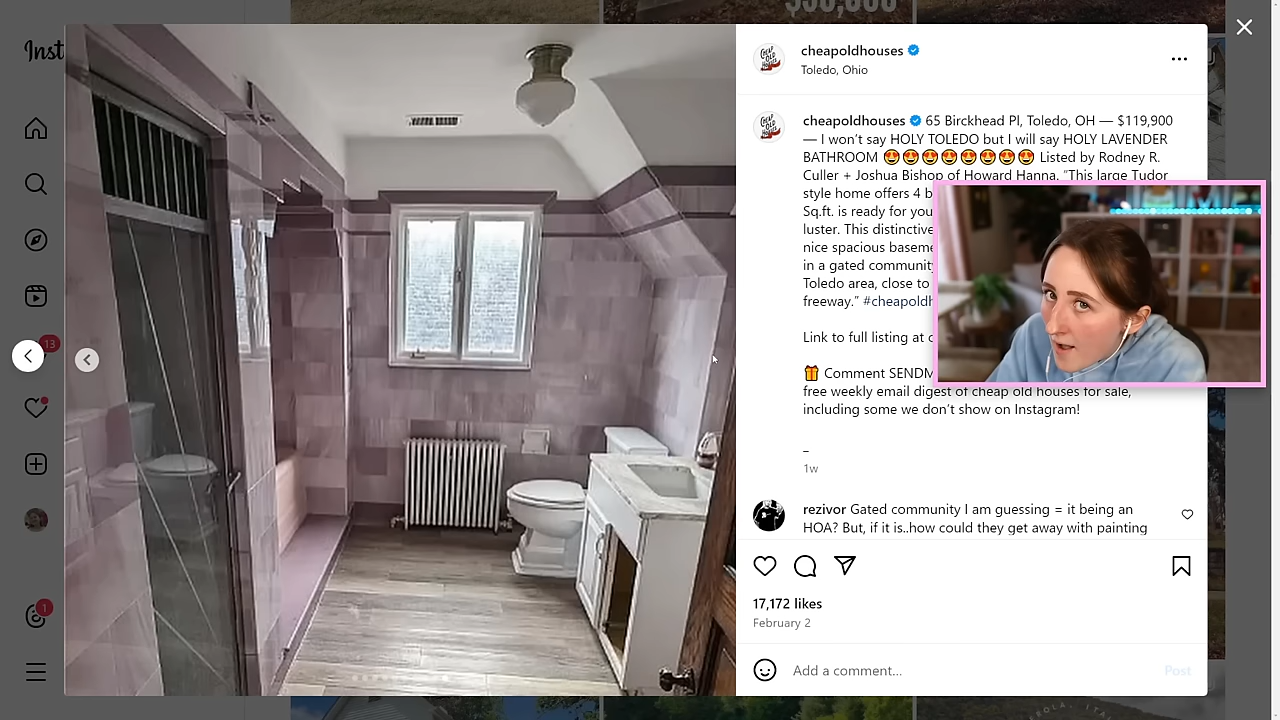 $50,000
Inst
cheapoldhouses
Toledo, Ohio
cheapoldhouses 65 Birckhead Pl, Toledo, OH — $119,900
— I won't say HOLY TOLEDO but I will say HOLY LAVENDER
BATHROOM 😍😍😍😍😍😍😍😍 Listed by Rodney R.
Culler + Joshua Bishop of Howard Hanna. "This large Tudor
style home offers 4 b
Sq.ft. is ready for you
luster. This distinctive
nice spacious baseme
in a gated community
Toledo area, close to
freeway." #cheapoldh
Link to full listing at c
🎁 Comment SENDM
free weekly email digest of cheap old houses for sale,
including some we don't show on Instagram!
–
1w
rezivor Gated community I am guessing = it being an
HOA? But, if it is..how could they get away with painting
13
1
17,172 likes
February 2
Add a comment...
Post